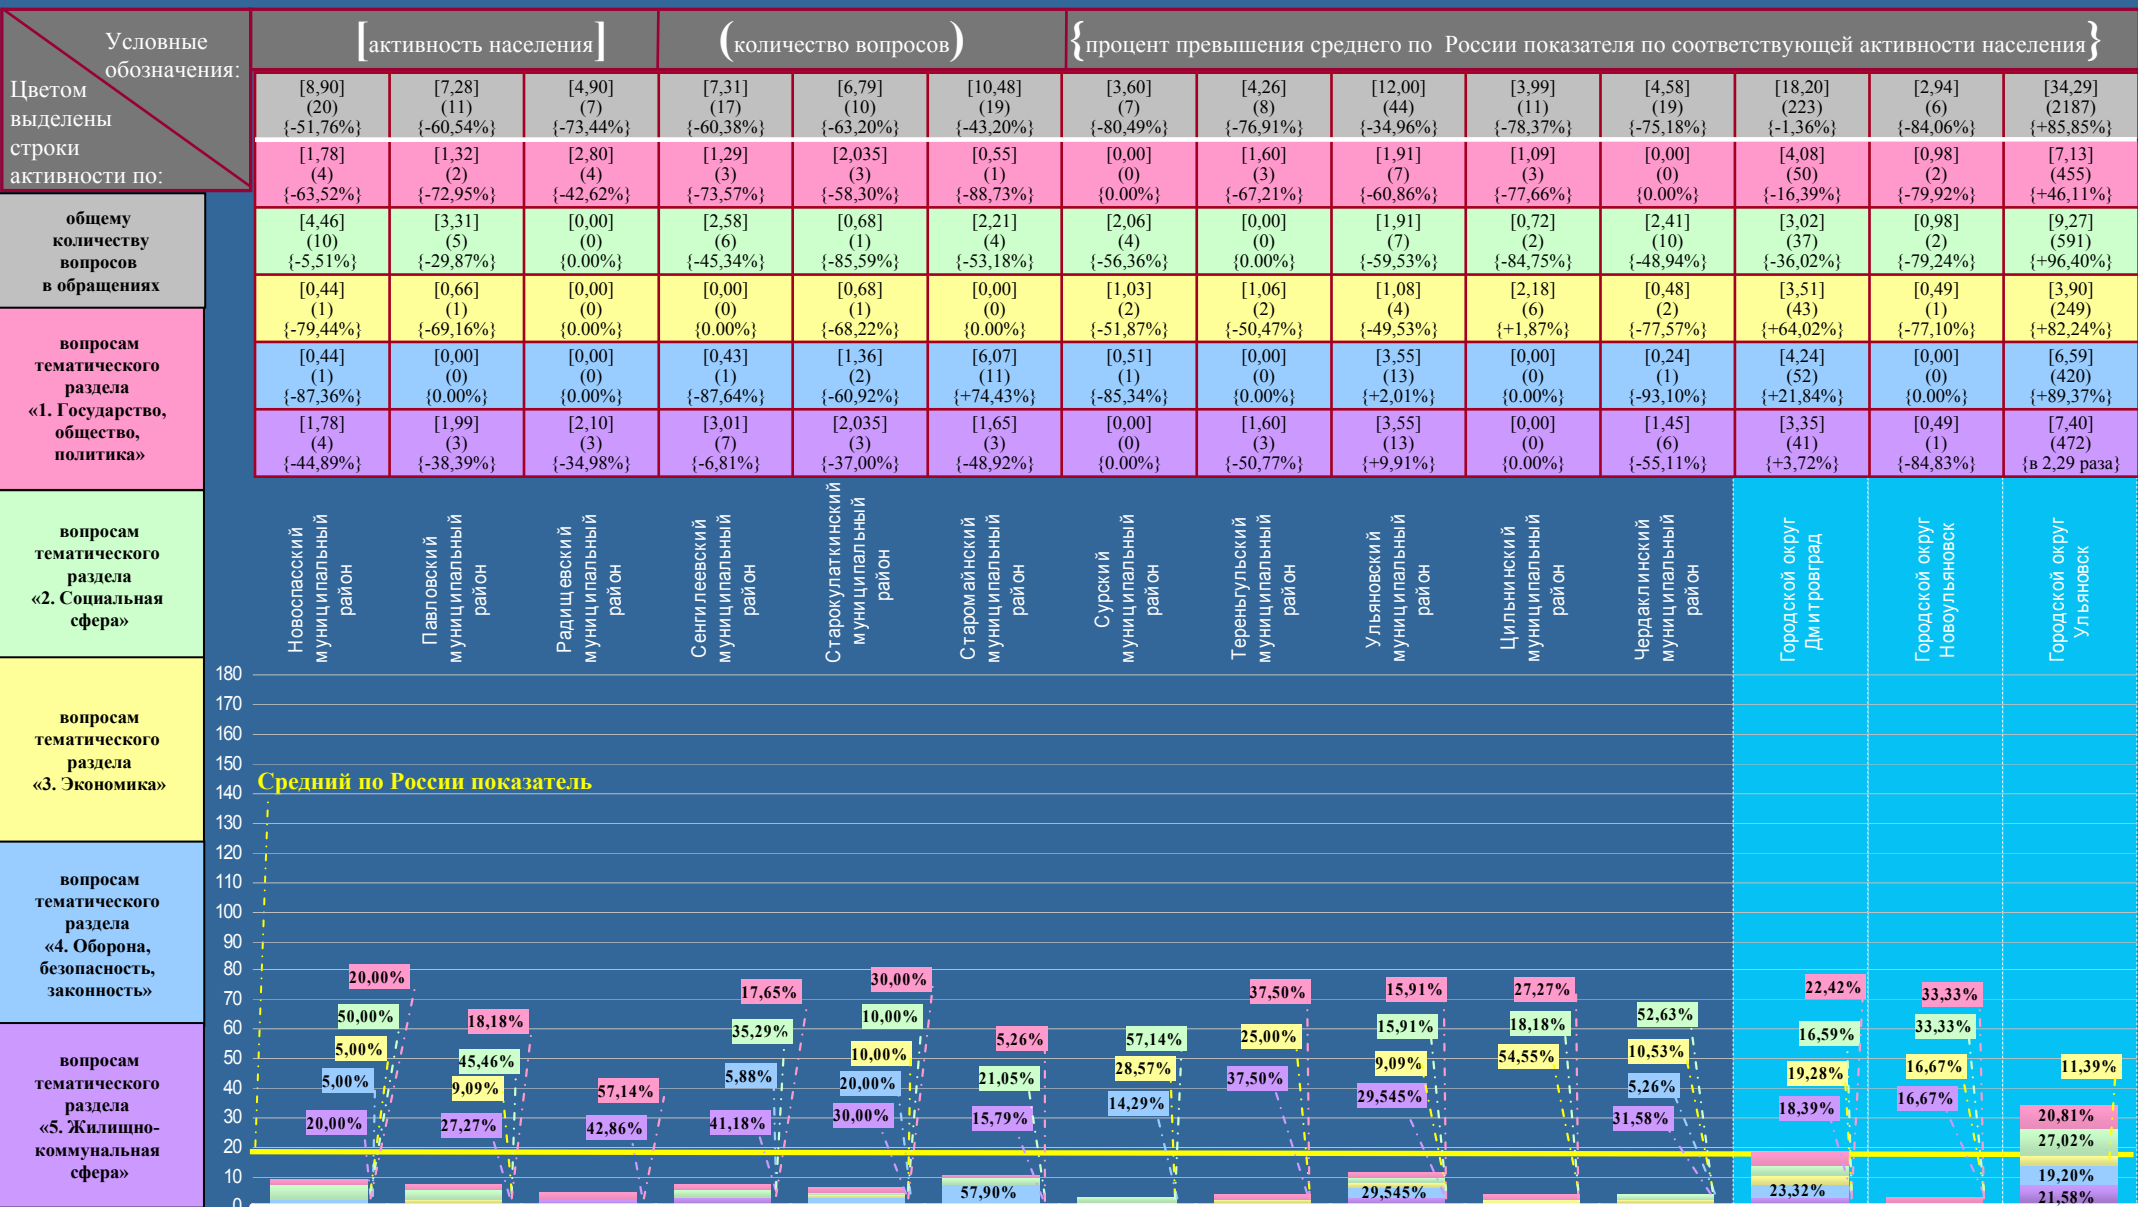 Условные
обозначения:
Цветом
выделены
строки
активности по:
[активность населения]
(количество вопросов)
{процент превышения среднего по России показателя по соответствующей активности населения}
[8,90] [7,28] [4,90] [7,31] [6,79] [10,48] [3,60] [4,26] [12,00] [3,99] [4,58] [18,20] [2,94] [34,29]
(20) (11) (7) (17) (10) (19) (7) (8) (44) (11) (19) (223) (6) (2187)
{-51,76%} {-60,54%} {-73,44%} {-60,38%} {-63,20%} {-43,20%} {-80,49%} {-76,91%} {-34,96%} {-78,37%} {-75,18%} {-1,36%} {-84,06%} {+85,85%}
[1,78] [1,32] [2,80] [1,29] [2,035] [0,55] [0,00] [1,60] [1,91] [1,09] [0,00] [4,08] [0,98] [7,13]
(4) (2) (4) (3) (3) (1) (0) (3) (7) (3) (0) (50) (2) (455)
{-63,52%} {-72,95%} {-42,62%} {-73,57%} {-58,30%} {-88,73%} {0.00%} {-67,21%} {-60,86%} {-77,66%} {0.00%} {-16,39%} {-79,92%} {+46,11%}
[4,46] [3,31] [0,00] [2,58] [0,68] [2,21] [2,06] [0,00] [1,91] [0,72] [2,41] [3,02] [0,98] [9,27]
(10) (5) (0) (6) (1) (4) (4) (0) (7) (2) (10) (37) (2) (591)
{-5,51%} {-29,87%} {0.00%} {-45,34%} {-85,59%} {-53,18%} {-56,36%} {0.00%} {-59,53%} {-84,75%} {-48,94%} {-36,02%} {-79,24%} {+96,40%}
[0,44] [0,66] [0,00] [0,00] [0,68] [0,00] [1,03] [1,06] [1,08] [2,18] [0,48] [3,51] [0,49] [3,90]
(1) (1) (0) (0) (1) (0) (2) (2) (4) (6) (2) (43) (1) (249)
{-79,44%} {-69,16%} {0.00%} {0.00%} {-68,22%} {0.00%} {-51,87%} {-50,47%} {-49,53%} {+1,87%} {-77,57%} {+64,02%} {-77,10%} {+82,24%}
[0,44] [0,00] [0,00] [0,43] [1,36] [6,07] [0,51] [0,00] [3,55] [0,00] [0,24] [4,24] [0,00] [6,59]
(1) (0) (0) (1) (2) (11) (1) (0) (13) (0) (1) (52) (0) (420)
{-87,36%} {0.00%} {0.00%} {-87,64%} {-60,92%} {+74,43%} {-85,34%} {0.00%} {+2,01%} {0.00%} {-93,10%} {+21,84%} {0.00%} {+89,37%}
[1,78] [1,99] [2,10] [3,01] [2,035] [1,65] [0,00] [1,60] [3,55] [0,00] [1,45] [3,35] [0,49] [7,40]
(4) (3) (3) (7) (3) (3) (0) (3) (13) (0) (6) (41) (1) (472)
{-44,89%} {-38,39%} {-34,98%} {-6,81%} {-37,00%} {-48,92%} {0.00%} {-50,77%} {+9,91%} {0.00%} {-55,11%} {+3,72%} {-84,83%} {в 2,29 раза}
общему
количеству
вопросов
в обращениях
вопросам
тематического
раздела
«1. Государство,
общество,
политика»
вопросам
тематического
раздела
«2. Социальная
сфера»
вопросам
тематического
раздела
«3. Экономика»
вопросам
тематического
раздела
«4. Оборона,
безопасность,
законность»
вопросам
тематического
раздела
«5. Жилищно-
коммунальная
сфера»
Новоспасский
муниципальный
район
Павловский
муниципальный
район
Радищевский
муниципальный
район
Сенгилеевский
муниципальный
район
Старокулаткинский
муниципальный
район
Старомайнский
муниципальный
район
Сурский
муниципальный
район
Тереньгульский
муниципальный
район
Ульяновский
муниципальный
район
Цильнинский
муниципальный
район
Чердаклинский
муниципальный
район
Городской округ
Дмитровград
Городской округ
Новоульяновск
Городской округ
Ульяновск
180
170
160
150
140
130
120
110
100
90
80
70
60
50
40
30
20
10
0
Средний по России показатель
20,00%
50,00%
5,00%
5,00%
20,00%
18,18%
45,46%
9,09%
27,27%
57,14%
42,86%
17,65%
35,29%
5,88%
41,18%
30,00%
10,00%
10,00%
20,00%
30,00%
5,26%
21,05%
15,79%
57,90%
57,14%
28,57%
14,29%
37,50%
25,00%
37,50%
15,91%
15,91%
9,09%
29,545%
29,545%
27,27%
18,18%
54,55%
52,63%
10,53%
5,26%
31,58%
22,42%
16,59%
19,28%
18,39%
23,32%
33,33%
33,33%
16,67%
16,67%
11,39%
20,81%
27,02%
19,20%
21,58%